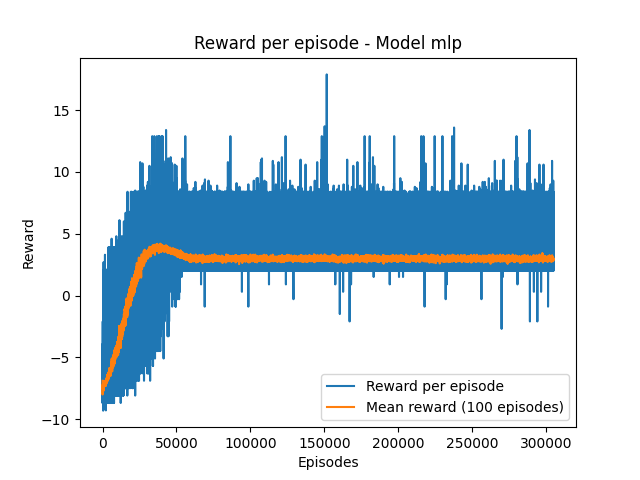 Reward per episode - Model mlp
Reward
15
10
5
0
−5
−10
Reward per episode
Mean reward (100 episodes)
0 50000 100000 150000 200000 250000 300000
Episodes